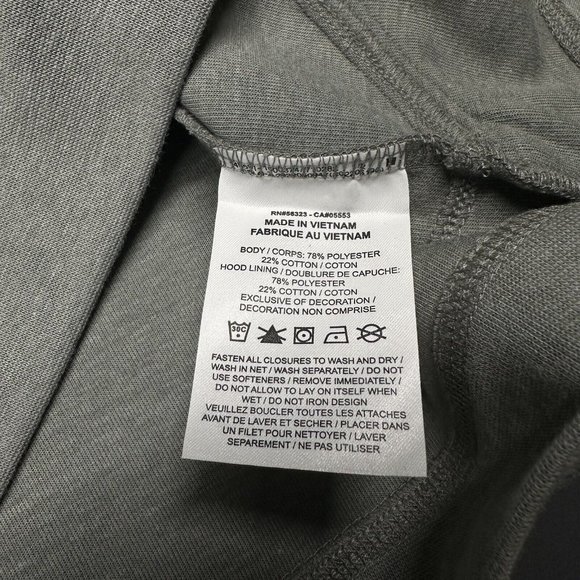 RN#56323 - CA#05553
MADE IN VIETNAM
FABRIQUE AU VIETNAM
BODY / CORPS: 78% POLYESTER
22% COTTON / COTON
HOOD LINING / DOUBLURE DE CAPUCHE:
78% POLYESTER
22% COTTON / COTON
EXCLUSIVE OF DECORATION /
DECORATION NON COMPRISE
30C
FASTEN ALL CLOSURES TO WASH AND DRY /
WASH IN NET / WASH SEPARATELY / DO NOT
USE SOFTENERS / REMOVE IMMEDIATELY /
DO NOT ALLOW TO LAY ON ITSELF WHEN
WET / DO NOT IRON DESIGN
VEUILLEZ BOUCLER TOUTES LES ATTACHES
AVANT DE LAVER ET SECHER / PLACER DANS
UN FILET POUR NETTOYER / LAVER
SEPAREMENT / NE PAS UTILISER